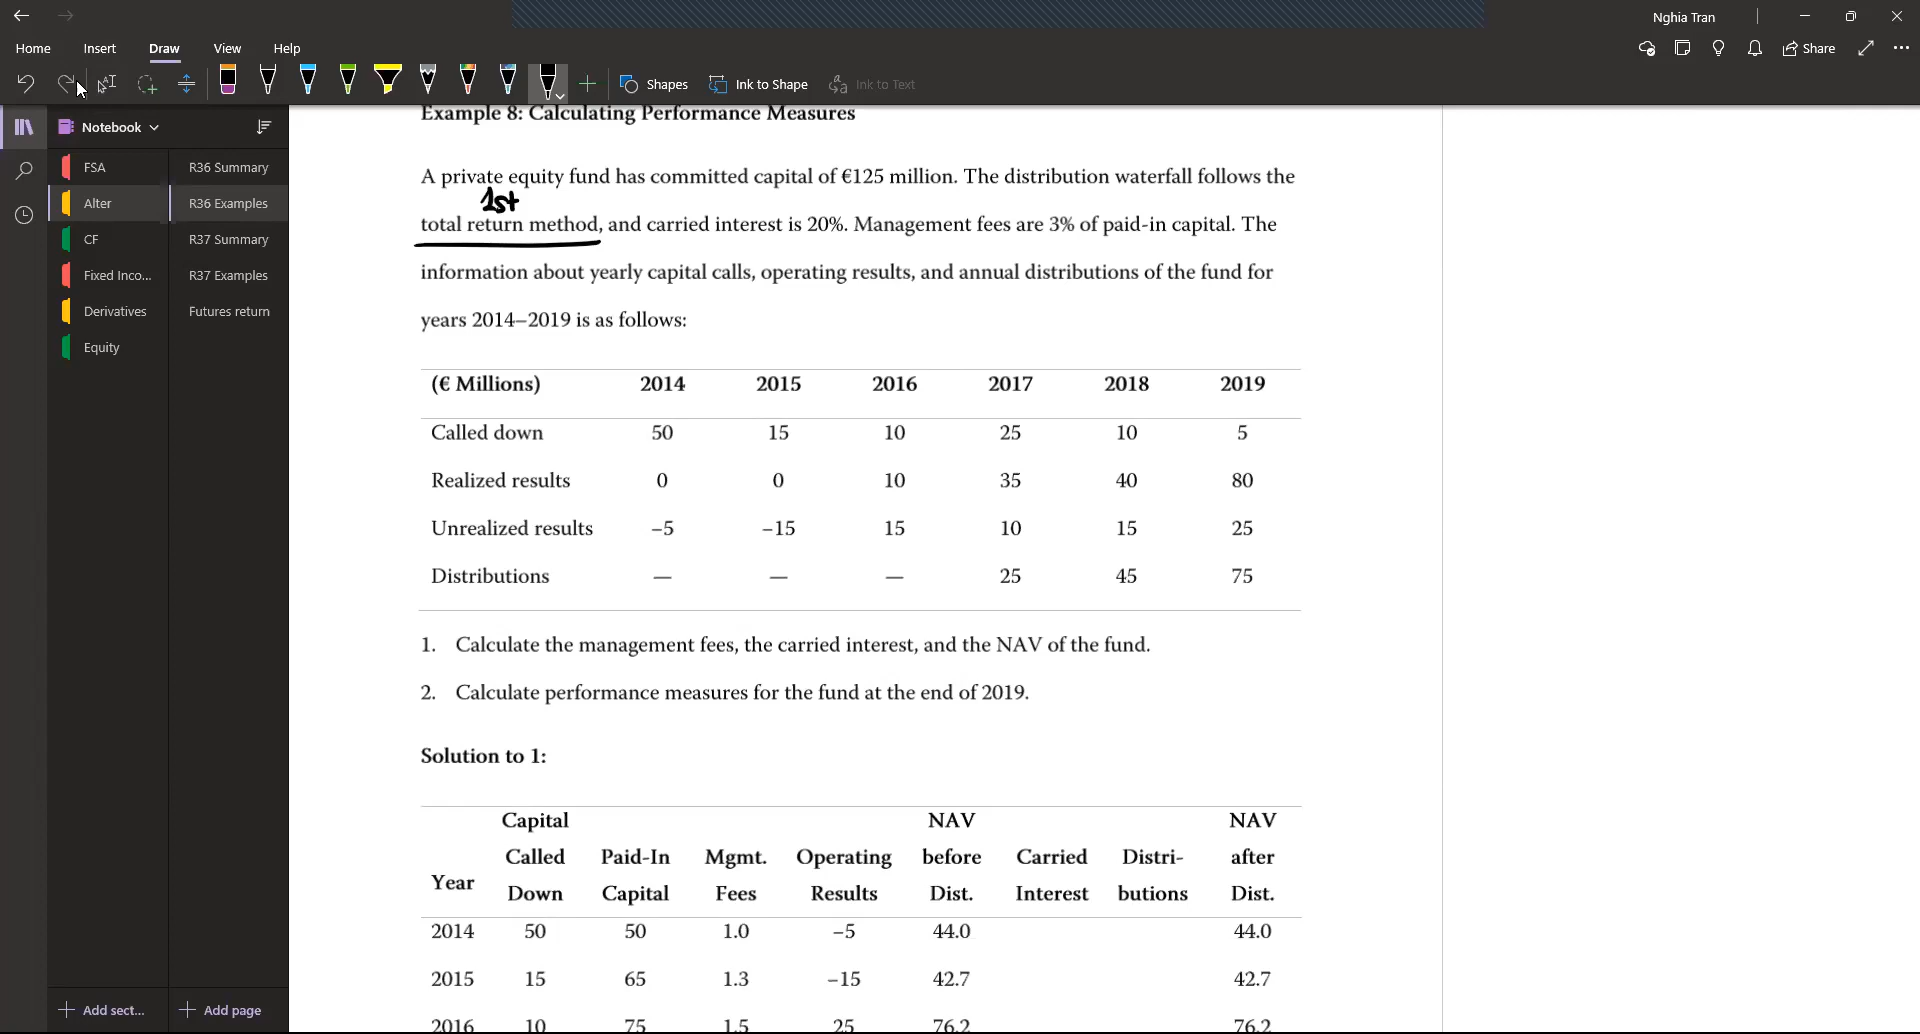 Nghia Tran
Home Insert Draw View Help
Share
Shapes Ink to Shape Ink to Text
Notebook
FSA
Alter
CF
Fixed Inco...
Derivatives
Equity
R36 Summary
R36 Examples
R37 Summary
R37 Examples
Futures return
Add sect...
Add page
Example 8: Calculating Performance Measures
A private equity fund has committed capital of €125 million. The distribution waterfall follows the
1st
total return method, and carried interest is 20%. Management fees are 3% of paid-in capital. The
information about yearly capital calls, operating results, and annual distributions of the fund for
years 2014–2019 is as follows:
(€ Millions) 2014 2015 2016 2017 2018 2019
Called down 50 15 10 25 10 5
Realized results 0 0 10 35 40 80
Unrealized results –5 –15 15 10 15 25
Distributions — — — 25 45 75
1. Calculate the management fees, the carried interest, and the NAV of the fund.
2. Calculate performance measures for the fund at the end of 2019.
Solution to 1:
Capital NAV NAV
Called Paid-In Mgmt. Operating before Carried Distri- after
Year
Down Capital Fees Results Dist. Interest butions Dist.
2014 50 50 1.0 –5 44.0 44.0
2015 15 65 1.3 –15 42.7 42.7
2016 10 75 1.5 25 76.2 76.2